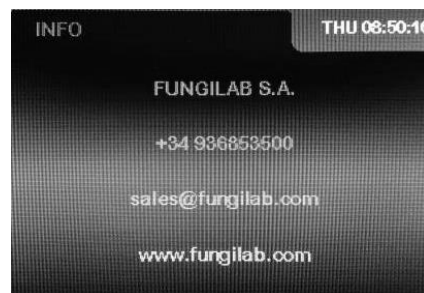 INFO
THU 08:50:16
FUNGILAB S.A.
+34 936853500
sales@fungilab.com
www.fungilab.com